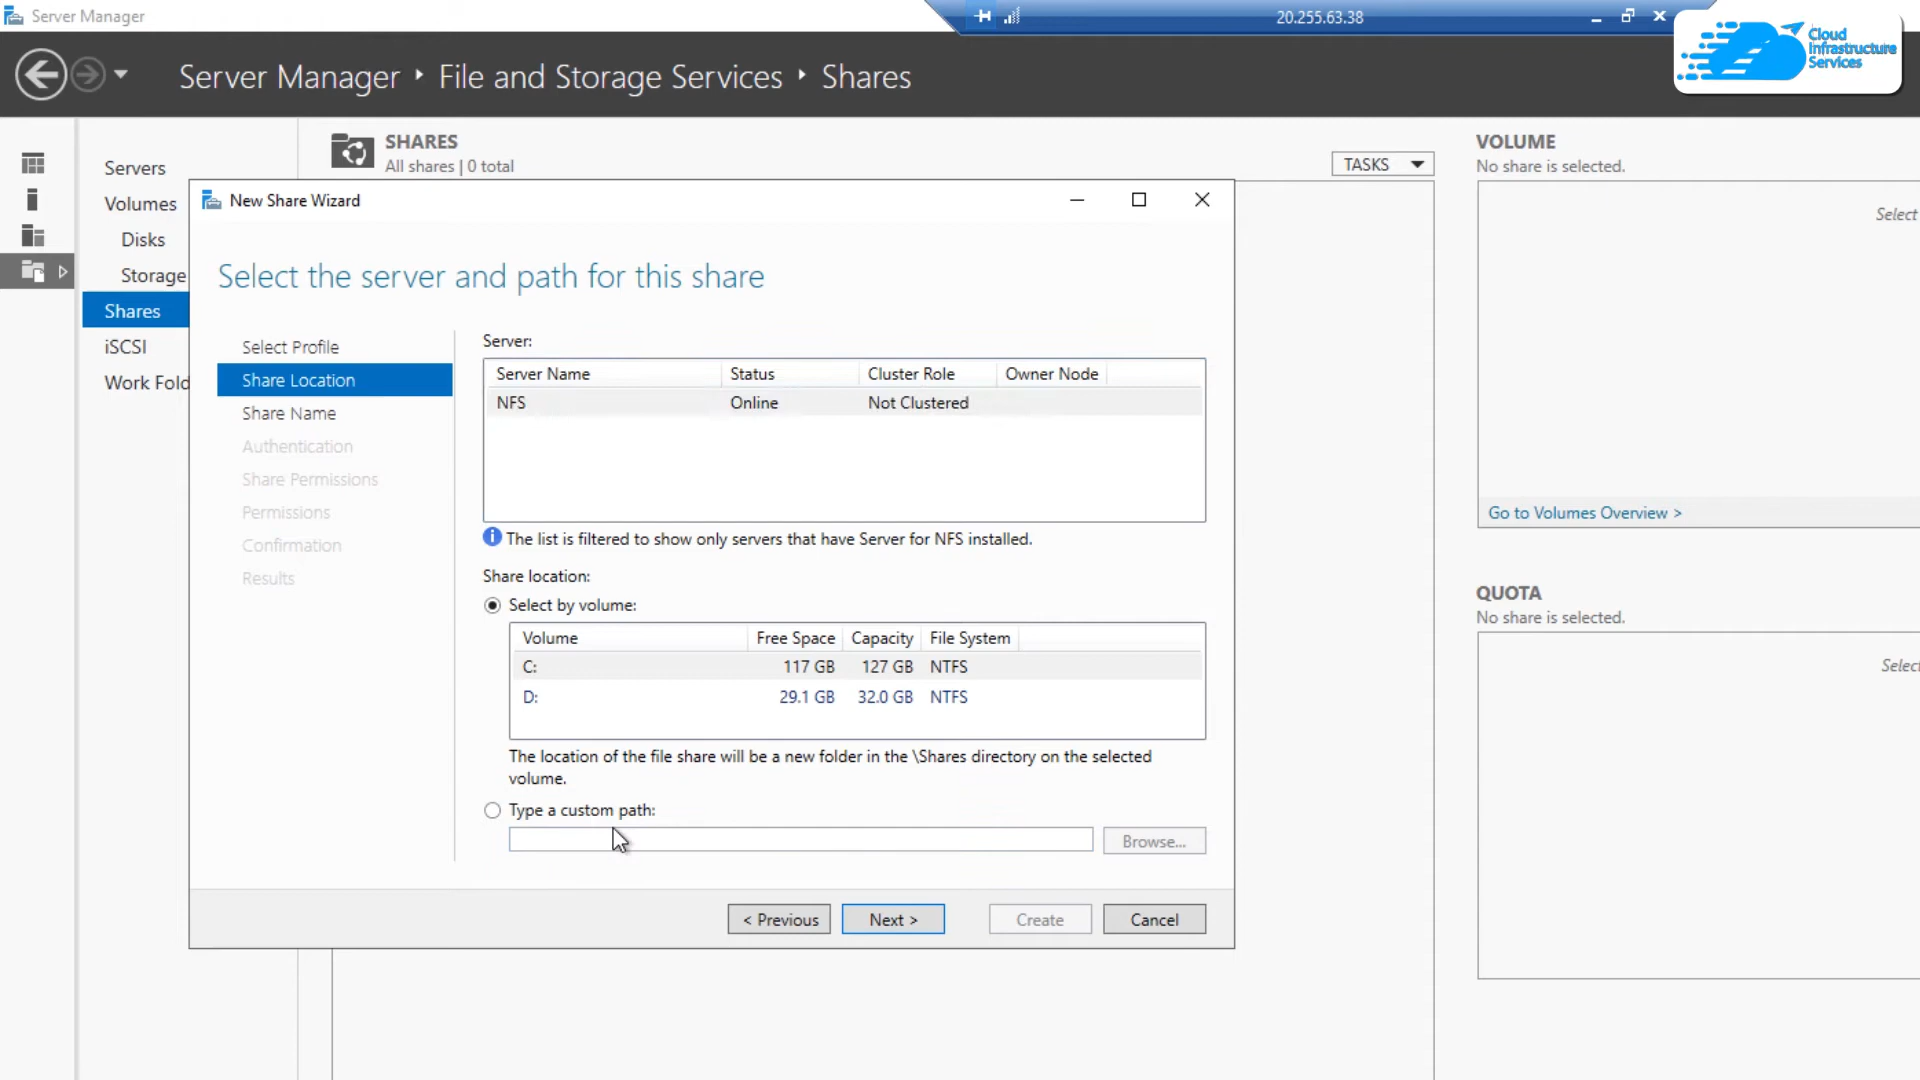 Server Manager
20.255.63.38
Cloud
Infrastructure
Services
Server Manager ‣ File and Storage Services ‣ Shares
Servers
Volumes
Disks
Storage
Shares
iSCSI
Work Fold
SHARES
All shares | 0 total
TASKS
VOLUME
No share is selected.
Select
Go to Volumes Overview >
QUOTA
No share is selected.
Select
New Share Wizard
Select the server and path for this share
Select Profile
Share Location
Share Name
Authentication
Share Permissions
Permissions
Confirmation
Results
Server:
Server Name Status Cluster Role Owner Node
NFS Online Not Clustered
The list is filtered to show only servers that have Server for NFS installed.
Share location:
Select by volume:
Volume Free Space Capacity File System
C: 117 GB 127 GB NTFS
D: 29.1 GB 32.0 GB NTFS
The location of the file share will be a new folder in the \Shares directory on the selected
volume.
Type a custom path:
Browse...
< Previous Next > Create Cancel